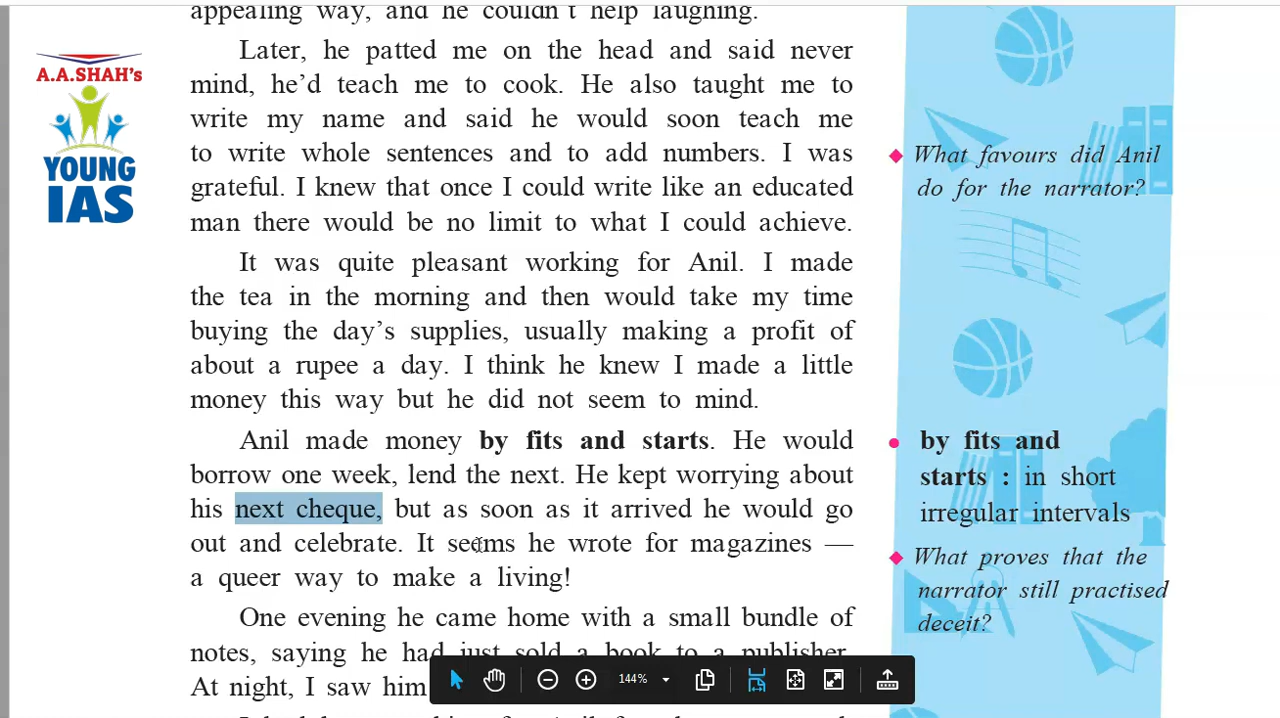 appealing way, and he couldn't help laughing.
Later, he patted me on the head and said never
mind, he'd teach me to cook. He also taught me to
write my name and said he would soon teach me
to write whole sentences and to add numbers. I was
grateful. I knew that once I could write like an educated
man there would be no limit to what I could achieve.
It was quite pleasant working for Anil. I made
the tea in the morning and then would take my time
buying the day's supplies, usually making a profit of
about a rupee a day. I think he knew I made a little
money this way but he did not seem to mind.
Anil made money by fits and starts. He would
borrow one week, lend the next. He kept worrying about
his next cheque, but as soon as it arrived he would go
out and celebrate. It seems he wrote for magazines —
a queer way to make a living!
One evening he came home with a small bundle of
notes, saying he had just sold a book to a publisher.
At night, I saw him
A.A.SHAH's
YOUNG
IAS
What favours did Anil
do for the narrator?
by fits and
starts : in short
irregular intervals
What proves that the
narrator still practised
deceit?
144%